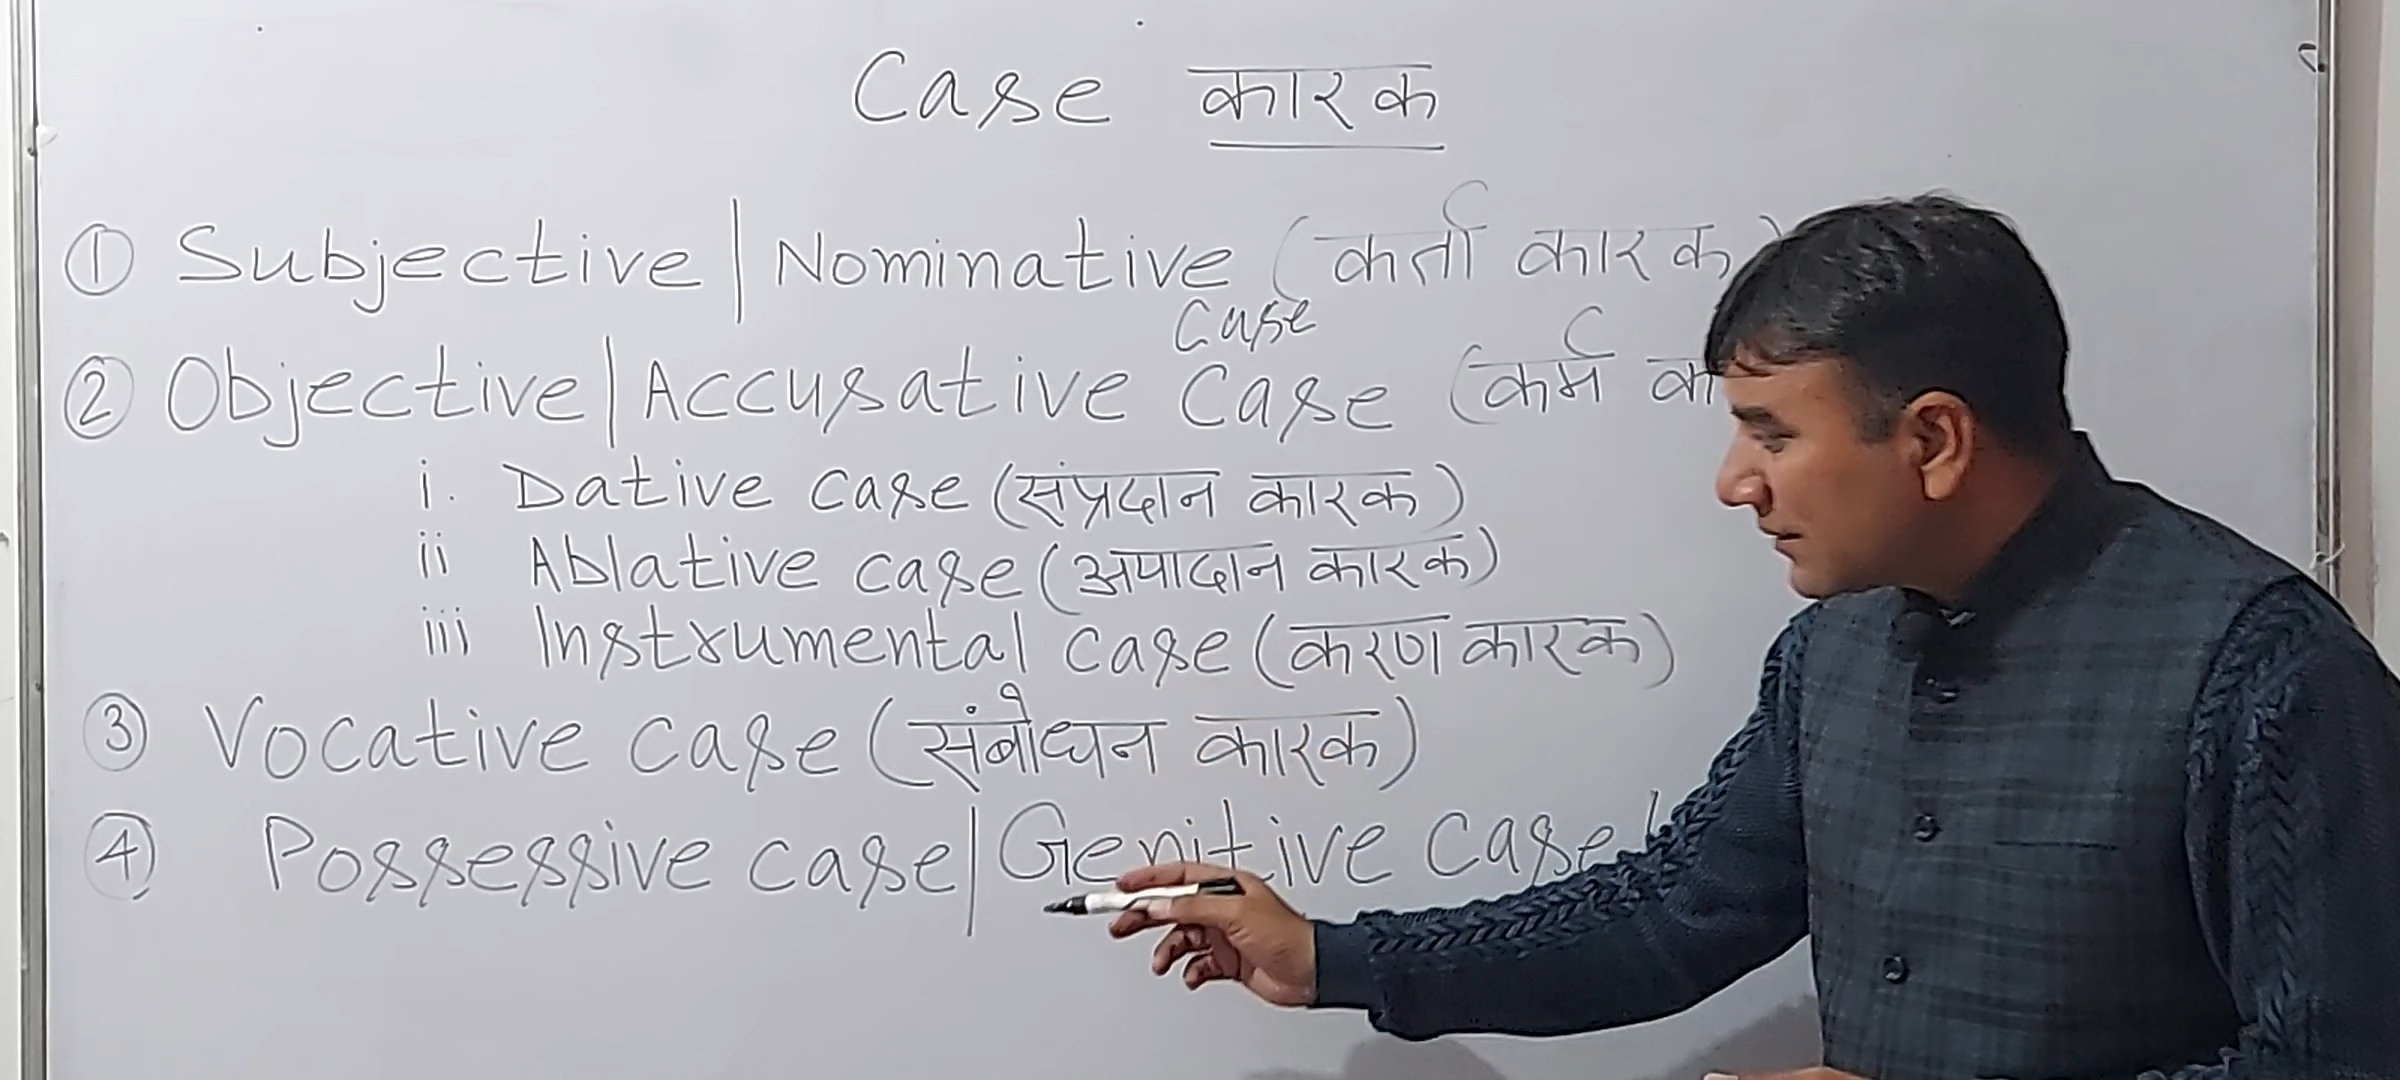 Case कारक
① Subjective | Nominative (कर्ता कारक)
Case
② Objective | Accusative Case (कर्म
i. Dative case (संप्रदान कारक)
ii Ablative case (अपादान कारक)
iii Instrumental case (करण कारक)
③ Vocative case (संबोधन कारक)
④ Possessive case | Genitive case |